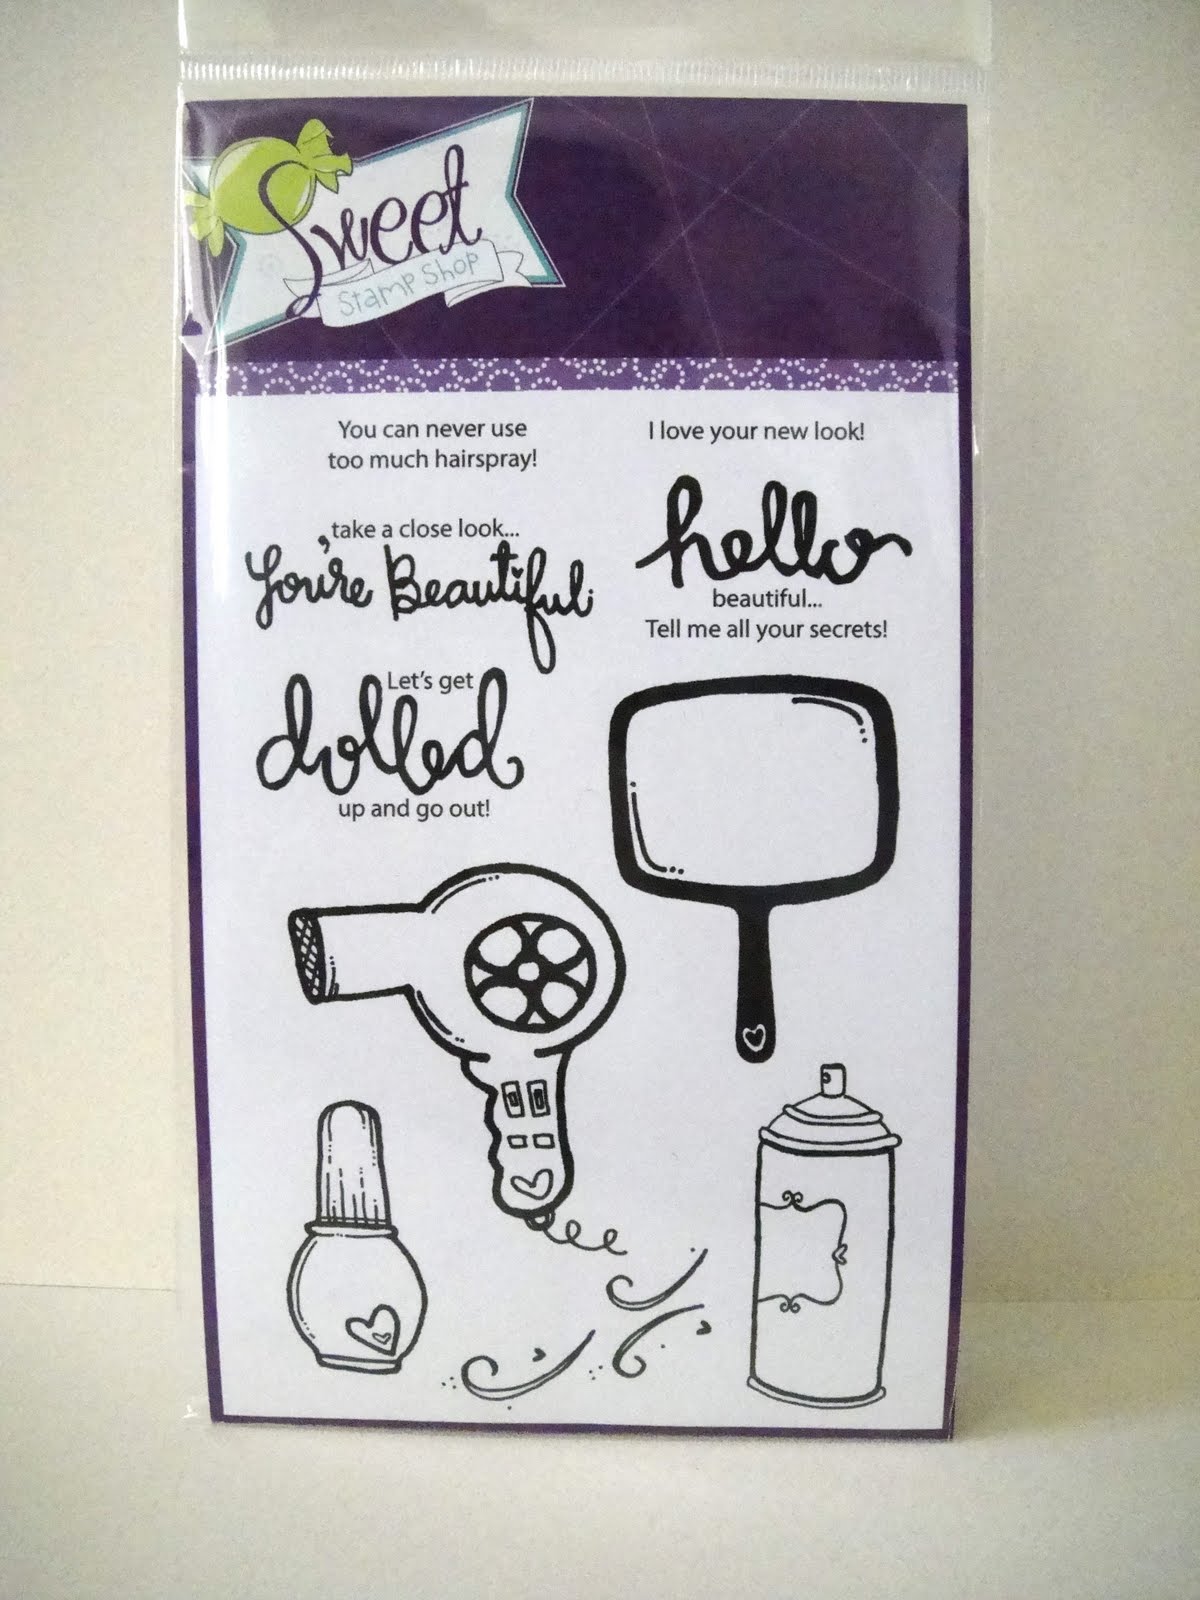 Sweet
Stamp Shop
You can never use
too much hairspray!
I love your new look!
take a close look...
You're Beautiful
hello
beautiful...
Tell me all your secrets!
Let's get
dolled
up and go out!